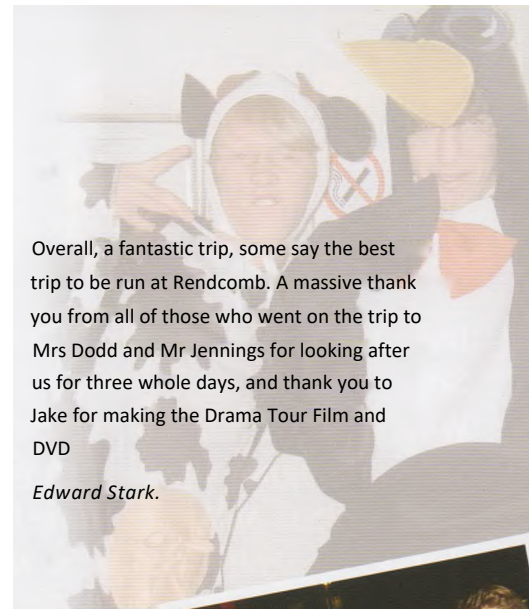 Overall, a fantastic trip, some say the best
trip to be run at Rendcomb. A massive thank
you from all of those who went on the trip to
Mrs Dodd and Mr Jennings for looking after
us for three whole days, and thank you to
Jake for making the Drama Tour Film and
DVD
Edward Stark.